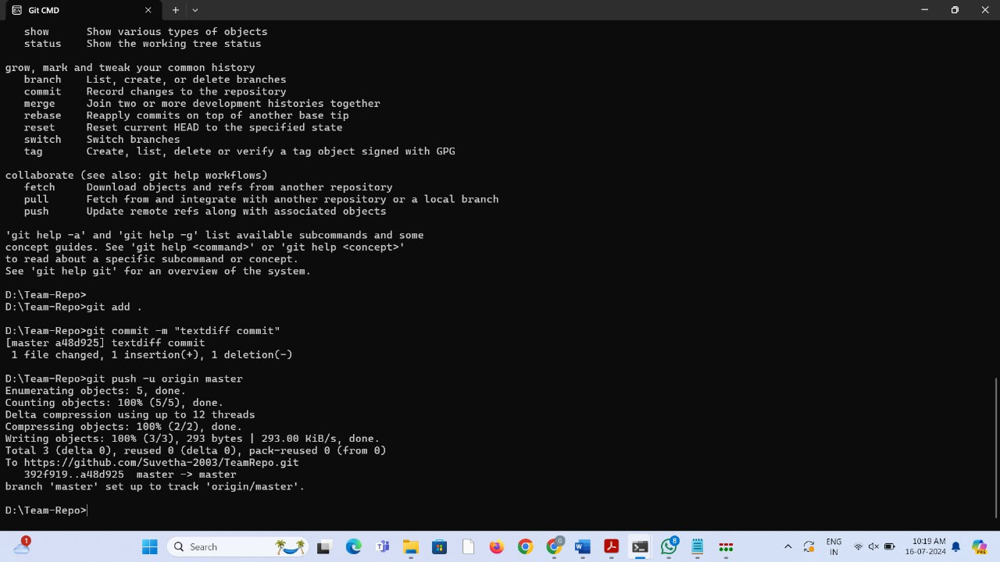 Git CMD
show Show various types of objects
status Show the working tree status
grow, mark and tweak your common history
branch List, create, or delete branches
commit Record changes to the repository
merge Join two or more development histories together
rebase Reapply commits on top of another base tip
reset Reset current HEAD to the specified state
switch Switch branches
tag Create, list, delete or verify a tag object signed with GPG
collaborate (see also: git help workflows)
fetch Download objects and refs from another repository
pull Fetch from and integrate with another repository or a local branch
push Update remote refs along with associated objects
'git help -a' and 'git help -g' list available subcommands and some
concept guides. See 'git help <command>' or 'git help <concept>'
to read about a specific subcommand or concept.
See 'git help git' for an overview of the system.
D:\Team-Repo>
D:\Team-Repo>git add .
D:\Team-Repo>git commit -m "textdiff commit"
[master a48d925] textdiff commit
1 file changed, 1 insertion(+), 1 deletion(-)
D:\Team-Repo>git push -u origin master
Enumerating objects: 5, done.
Counting objects: 100% (5/5), done.
Delta compression using up to 12 threads
Compressing objects: 100% (2/2), done.
Writing objects: 100% (3/3), 293 bytes | 293.00 KiB/s, done.
Total 3 (delta 0), reused 0 (delta 0), pack-reused 0 (from 0)
To https://github.com/Suvetha-2003/TeamRepo.git
392f919..a48d925 master -> master
branch 'master' set up to track 'origin/master'.
D:\Team-Repo>
1
Search
G
8
ENG
IN
10:19 AM
16-07-2024
PRE